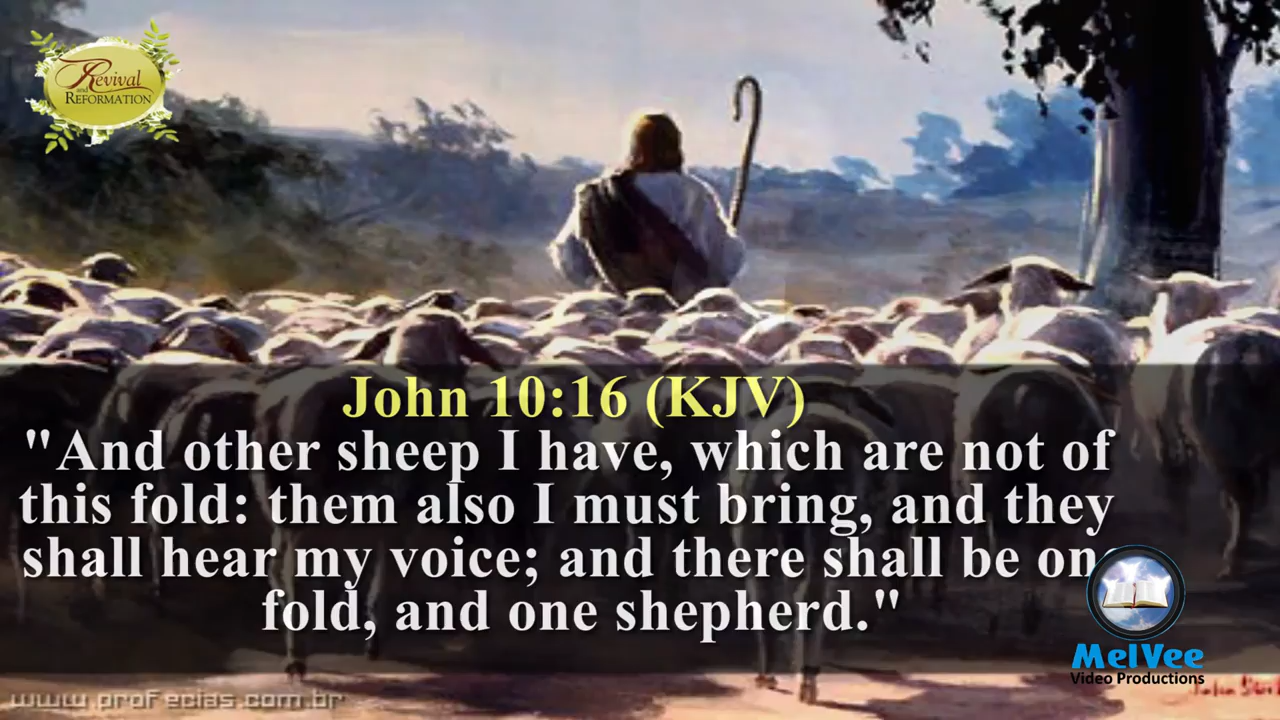 Revival
and
REFORMATION
John 10:16 (KJV)
"And other sheep I have, which are not of
this fold: them also I must bring, and they
shall hear my voice; and there shall be one
fold, and one shepherd."
MelVee
Video Productions
www.profecias.com.br